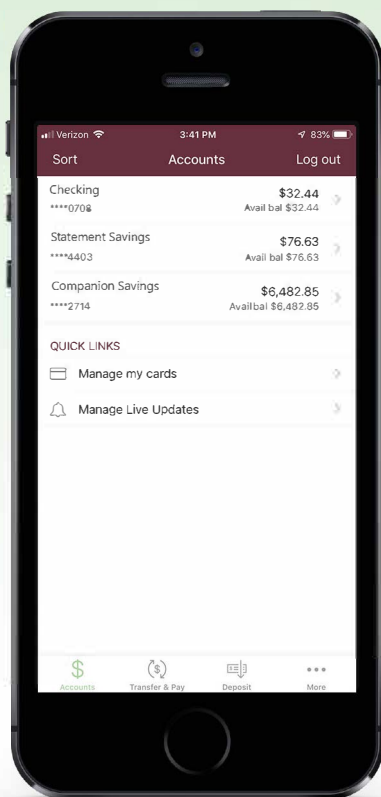 Verizon 3:41 PM 83%
Sort Accounts Log out
Checking $32.44
****0708 Avail bal $32.44
Statement Savings $76.63
****4403 Avail bal $76.63
Companion Savings $6,482.85
****2714 Avail bal $6,482.85
QUICK LINKS
Manage my cards
Manage Live Updates
Accounts Transfer & Pay Deposit More